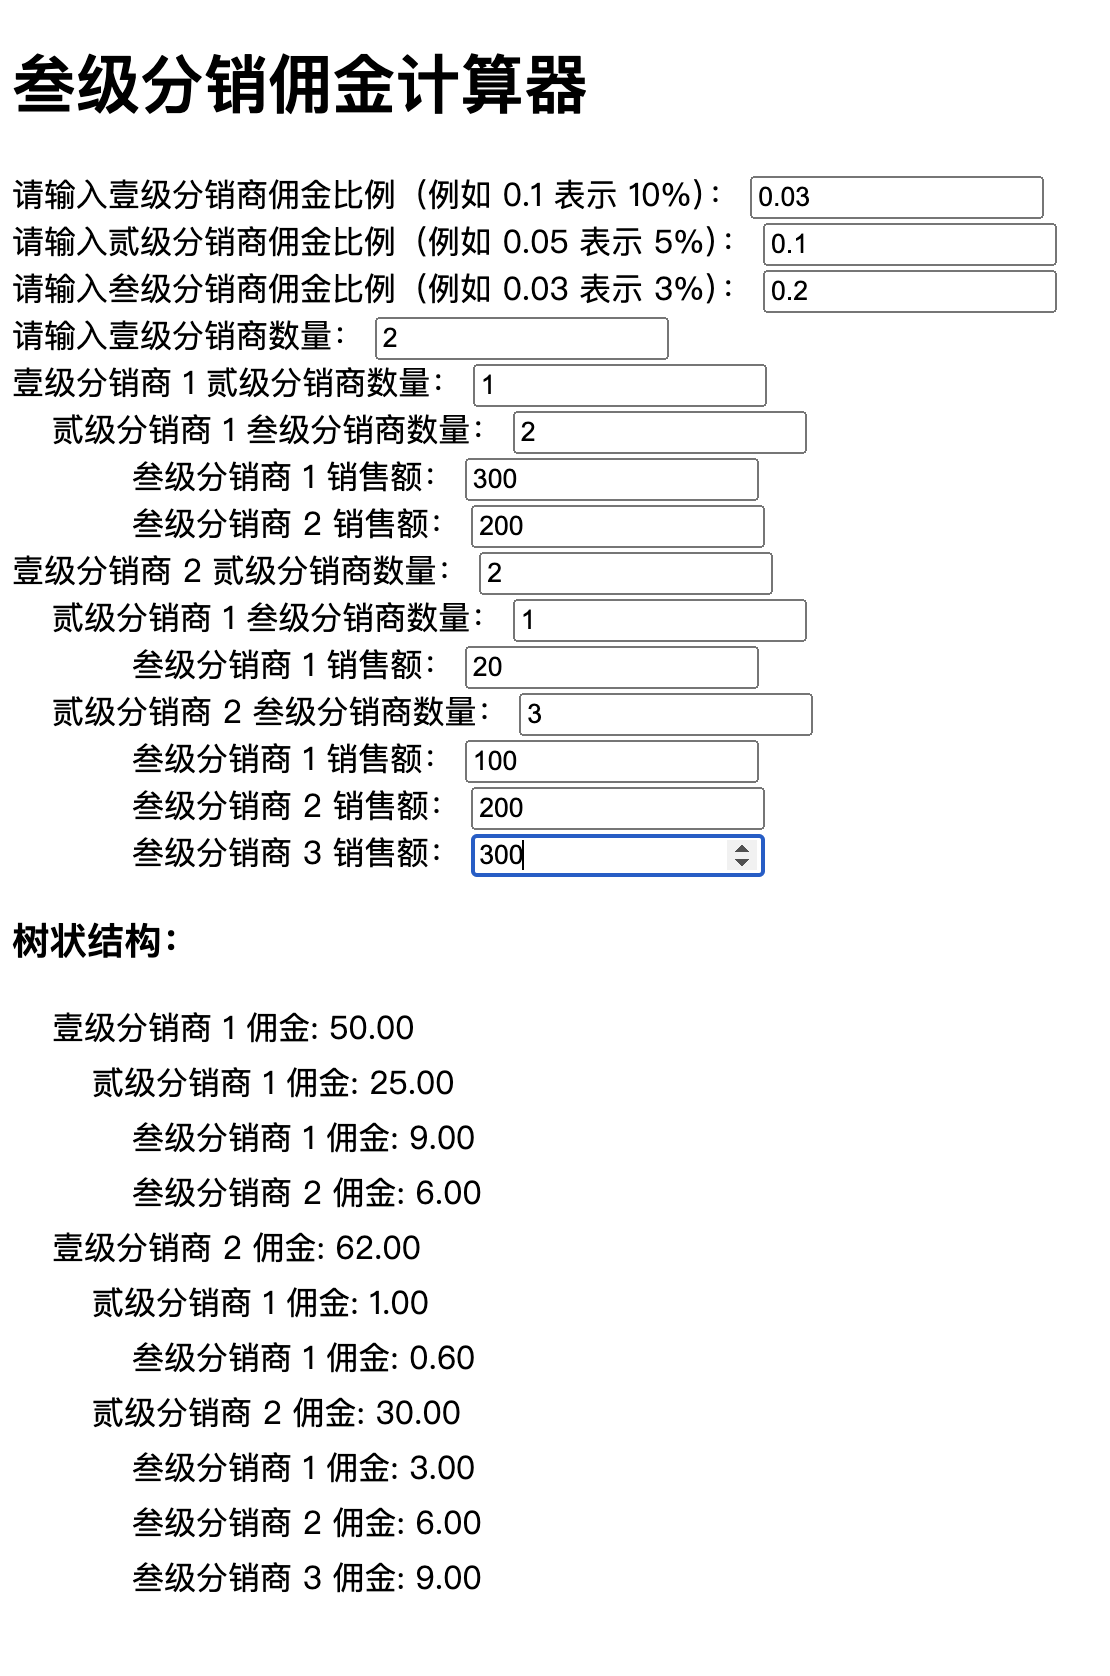 叁级分销佣金计算器
请输入壹级分销商佣金比例（例如 0.1 表示 10%）： 0.03
请输入贰级分销商佣金比例（例如 0.05 表示 5%）： 0.1
请输入叁级分销商佣金比例（例如 0.03 表示 3%）： 0.2
请输入壹级分销商数量： 2
壹级分销商 1 贰级分销商数量： 1
贰级分销商 1 叁级分销商数量： 2
叁级分销商 1 销售额： 300
叁级分销商 2 销售额： 200
壹级分销商 2 贰级分销商数量： 2
贰级分销商 1 叁级分销商数量： 1
叁级分销商 1 销售额： 20
贰级分销商 2 叁级分销商数量： 3
叁级分销商 1 销售额： 100
叁级分销商 2 销售额： 200
叁级分销商 3 销售额： 300
树状结构：
壹级分销商 1 佣金: 50.00
贰级分销商 1 佣金: 25.00
叁级分销商 1 佣金: 9.00
叁级分销商 2 佣金: 6.00
壹级分销商 2 佣金: 62.00
贰级分销商 1 佣金: 1.00
叁级分销商 1 佣金: 0.60
贰级分销商 2 佣金: 30.00
叁级分销商 1 佣金: 3.00
叁级分销商 2 佣金: 6.00
叁级分销商 3 佣金: 9.00